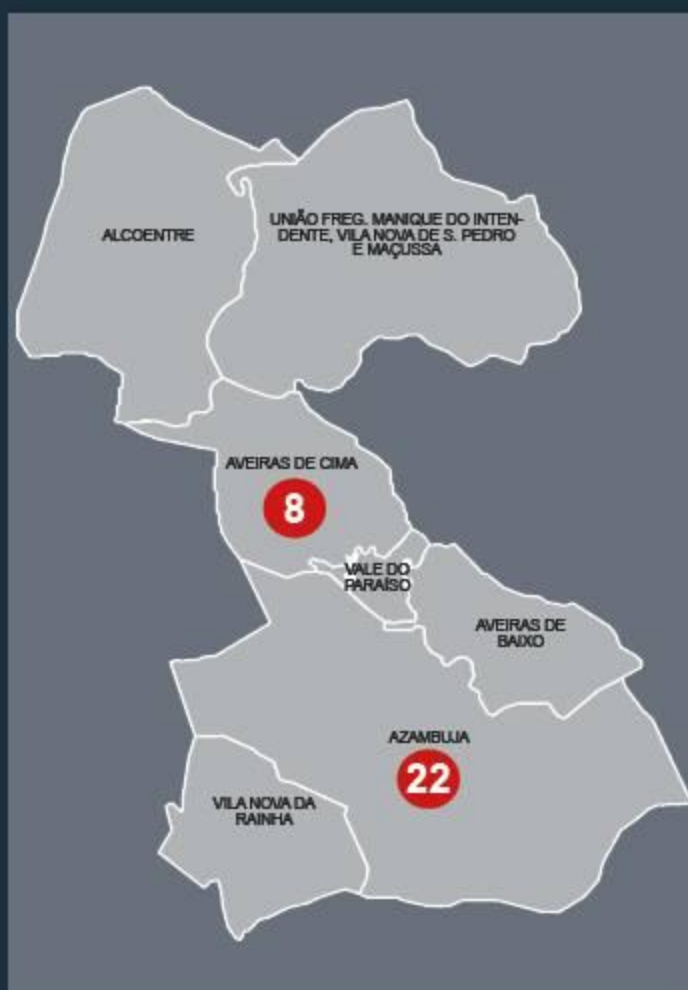 ALCOENTRE
UNIÃO FREG. MANIQUE DO INTEN-
DENTE, VILA NOVA DE S. PEDRO
E MAÇUSSA
AVEIRAS DE CIMA
8
VALE DO
PARAÍSO
AVEIRAS DE
BAIXO
AZAMBUJA
22
VILA NOVA DA
RAINHA